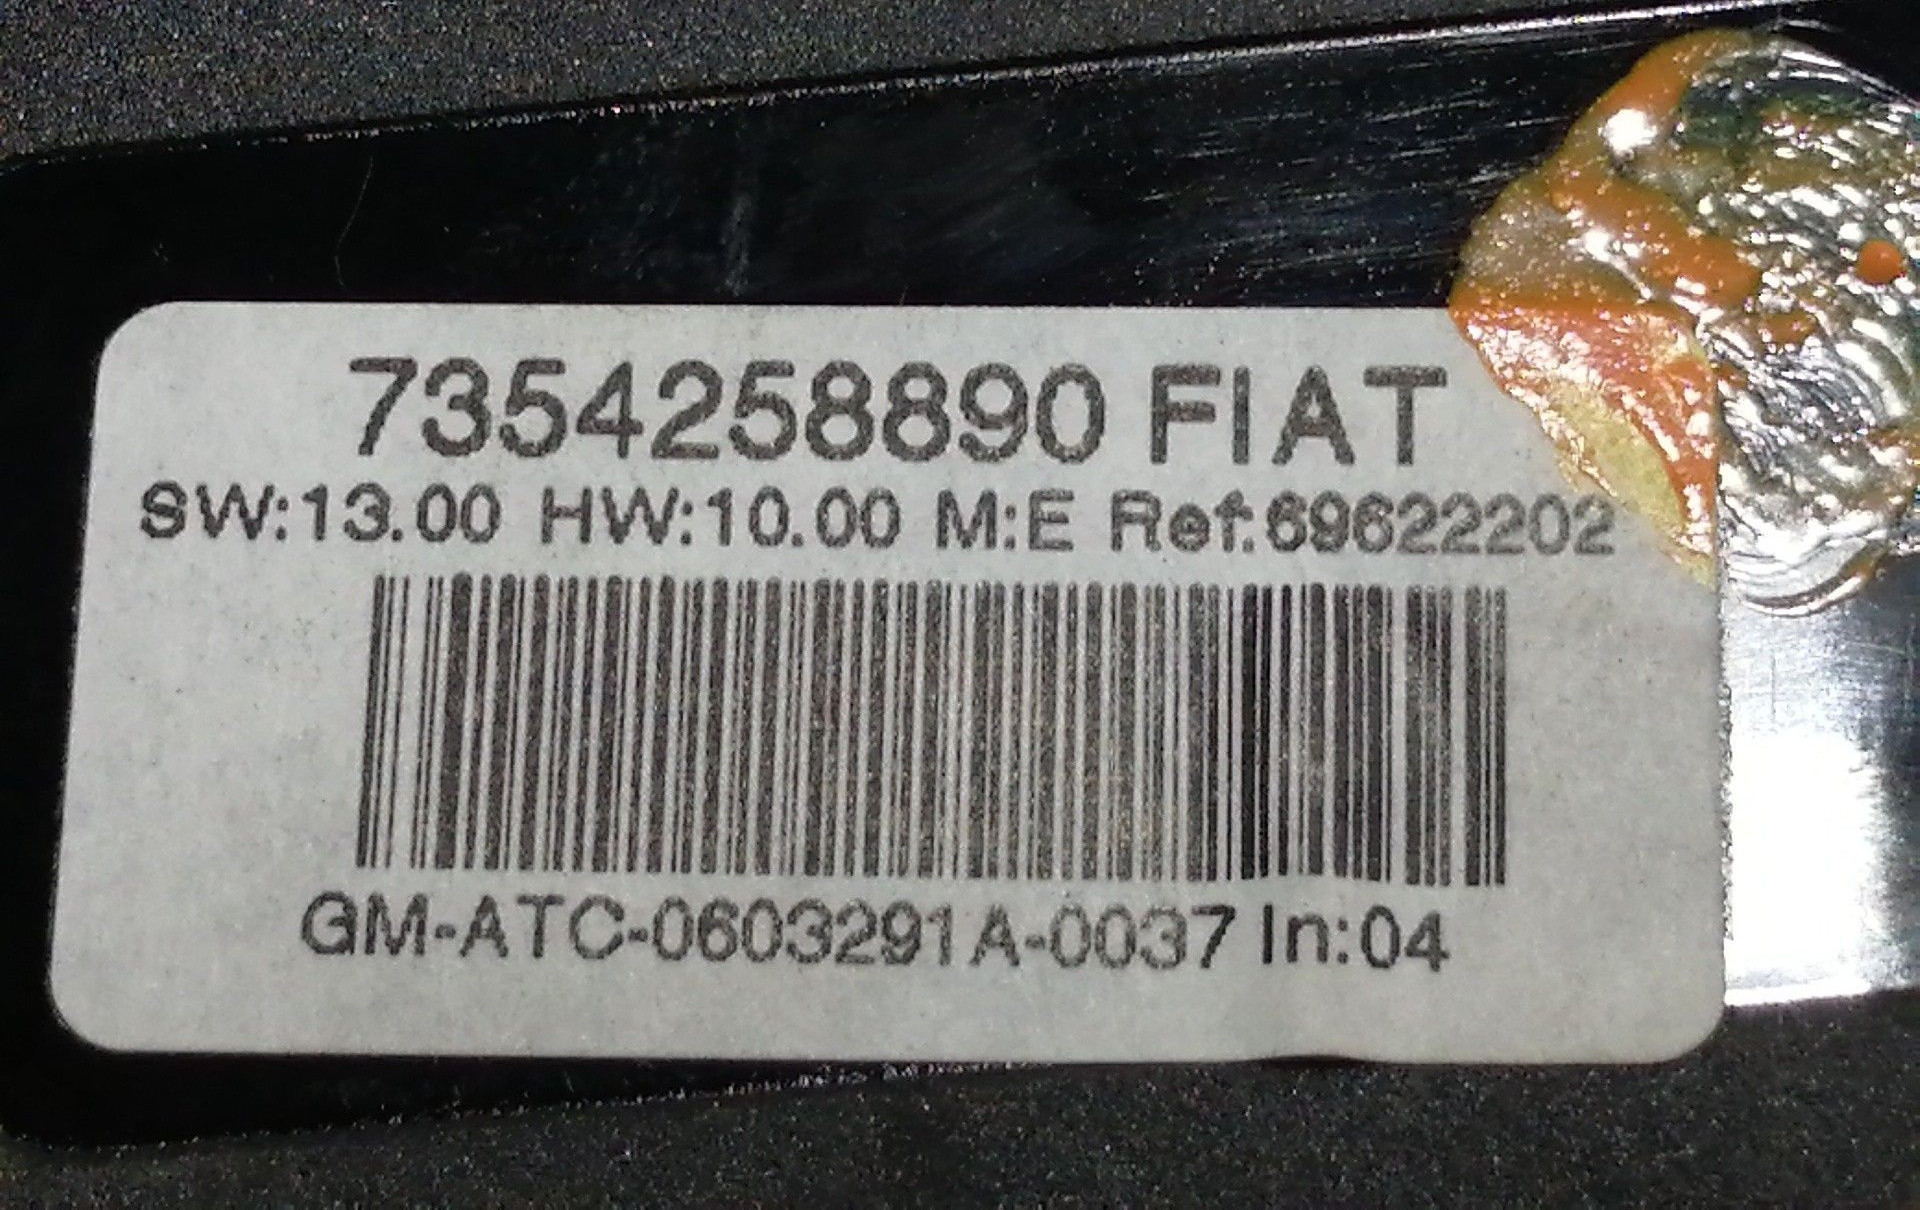 7354258890 FIAT
SW:13.00 HW:10.00 M:E Ref:69622202
GM-ATC-0603291A-0037 In:04